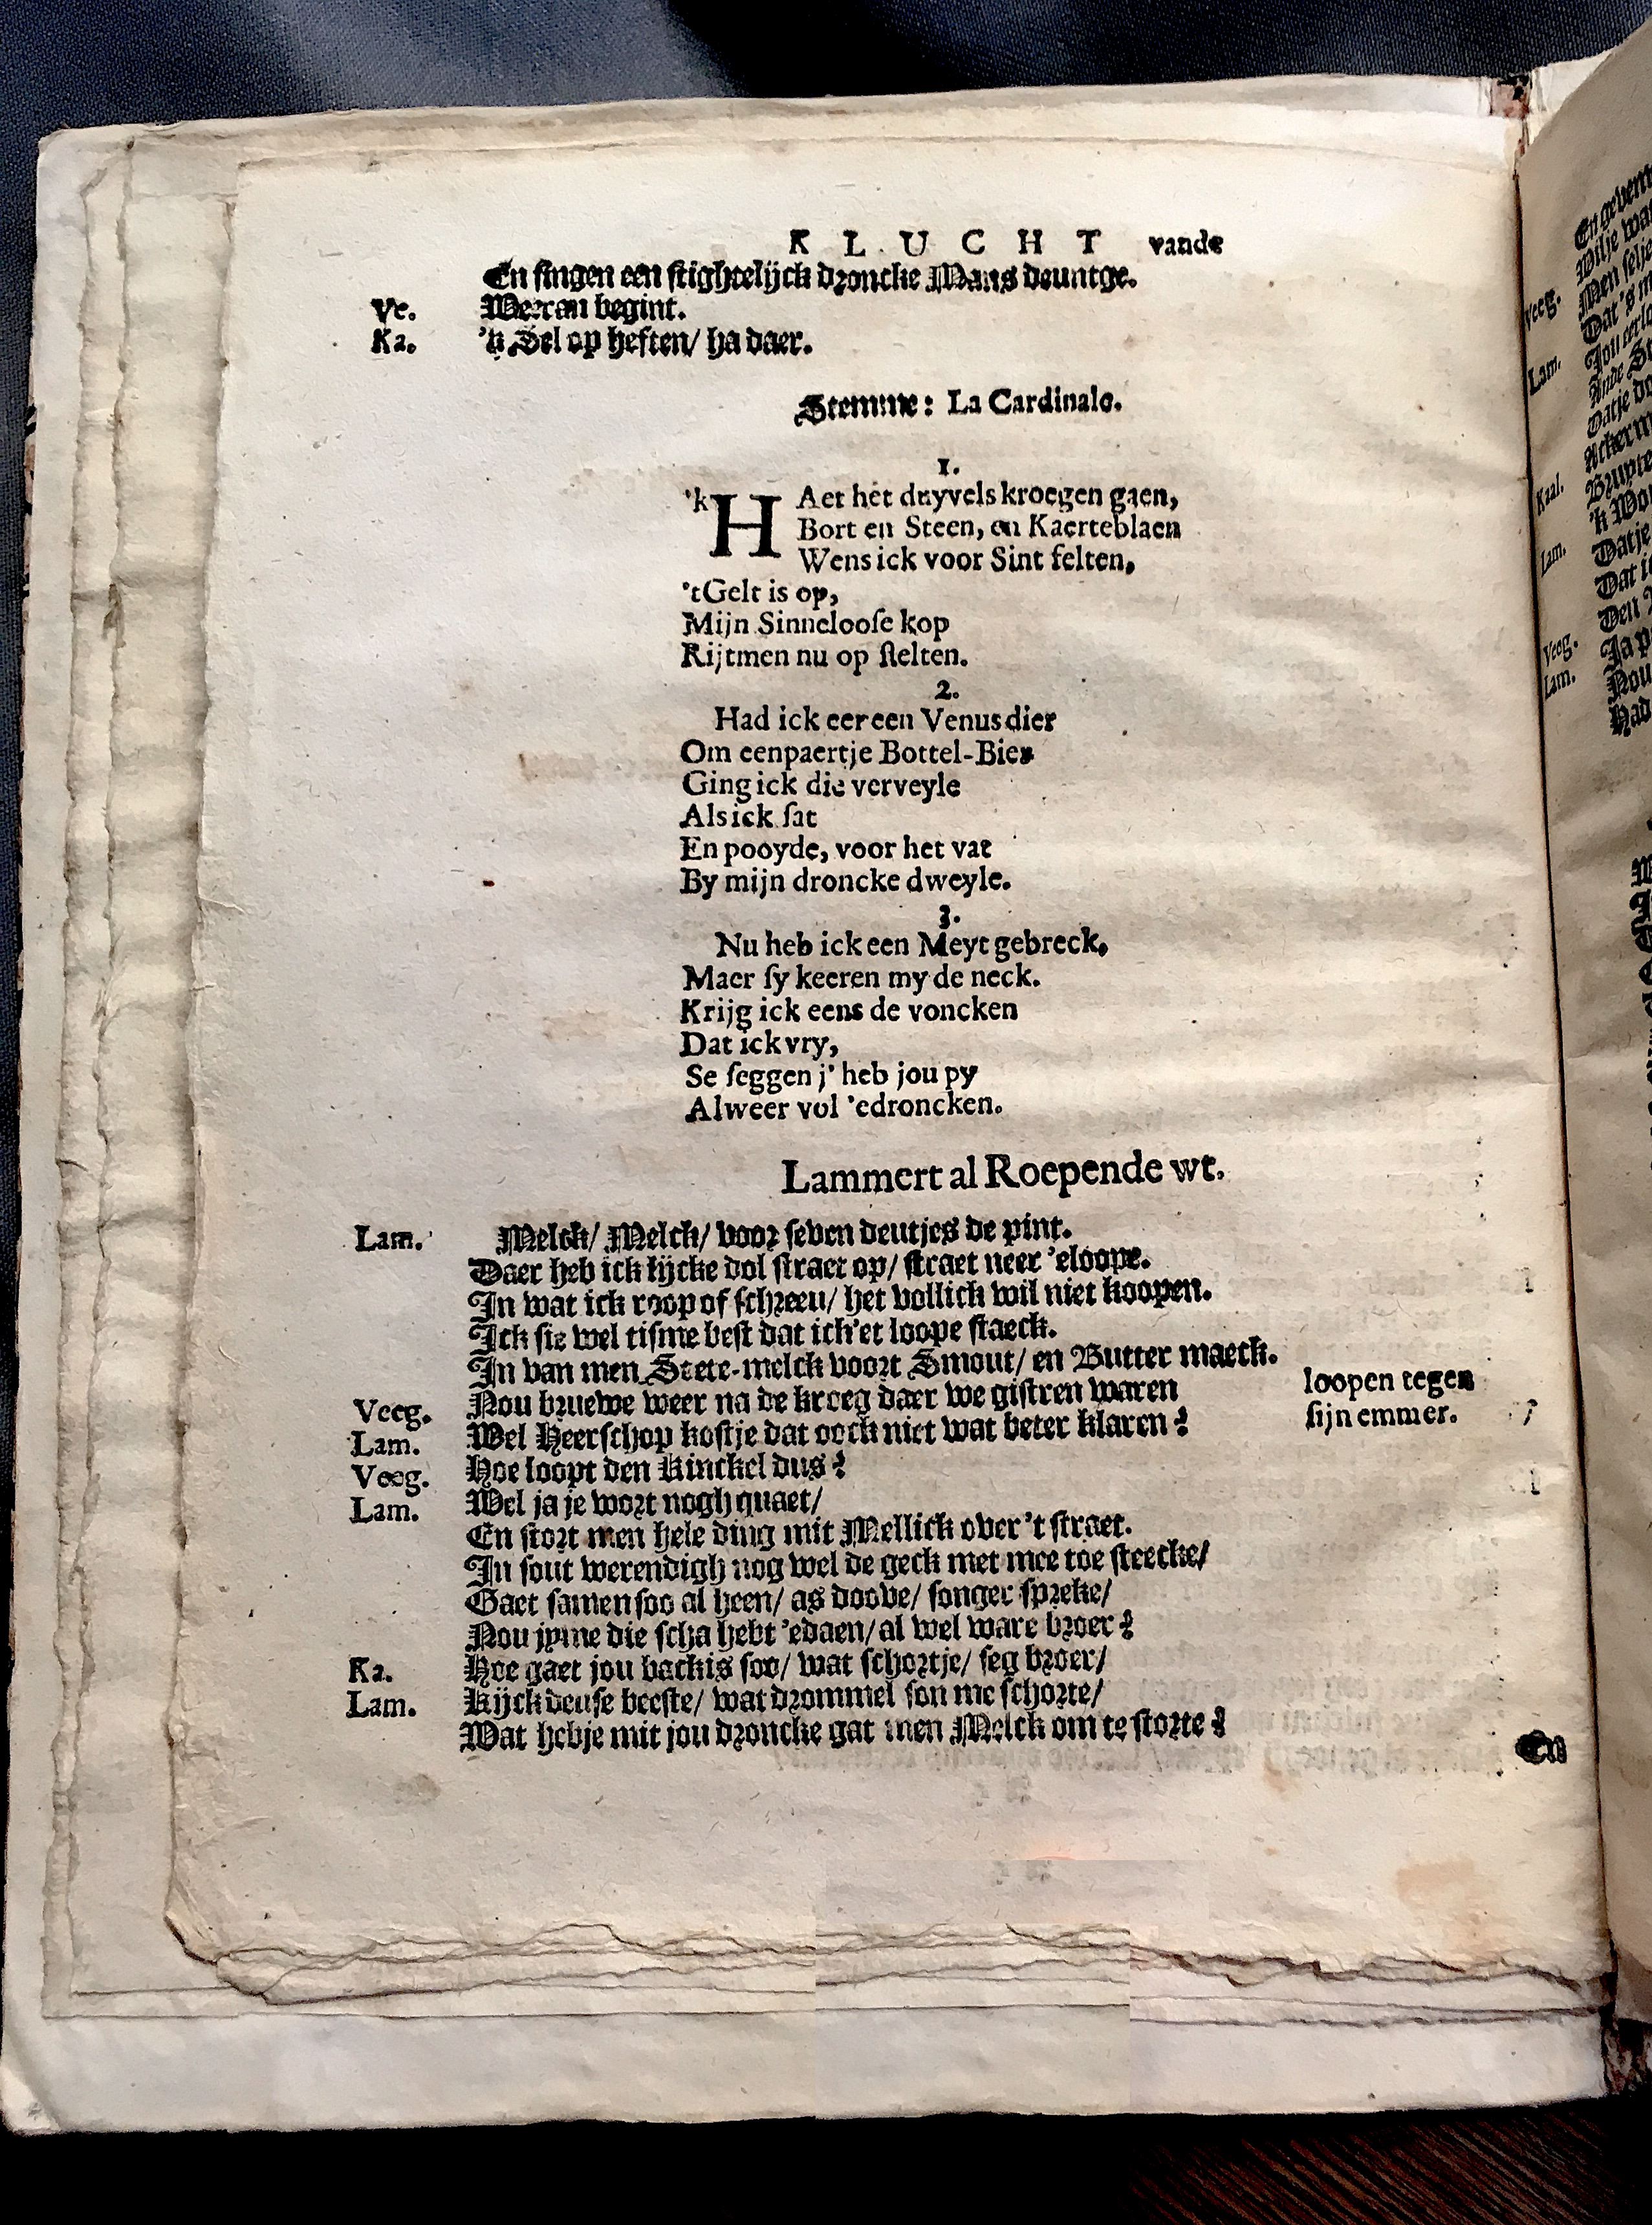 KLUCHT vande
En singen een stightelijck droncke Mans deuntge.
Ve. Weeran begint.
Ka. 'k Sel op heften/ ha daer.
Stemme: La Cardinale.
1.
'k HAet het duyvels kroegen gaen,
Bort en Steen, en Kaerteblaen
Wens ick voor Sint felten,
't Gelt is op,
Mijn Sinneloose kop
Rijtmen nu op stelten.
2.
Had ick eer een Venus dier
Om een paertje Bottel-Bier
Ging ick die verveyle
Als ick sat
En pooyde, voor het vat
By mijn droncke dweyle.
3.
Nu heb ick een Meyt gebreck,
Maer sy keeren my de neck.
Krijg ick eens de voncken
Dat ick vry,
Se seggen j' heb jou py
Alweer vol 'edroncken.
Lammert al Roepende wt.
Lam. Melck/ Melck/ voor seven deutjes de pint.
Daer heb ick lijcke dol straet op/ straet neer 'eloope.
In wat ick roop of schreeu/ het vollick wil niet koopen.
Ick sie wel tisme best dat ick'et loope staeck.
In van men Seete-melck voort Smout/ en Butter maeck.
Veeg. Nou bruewe weer na de kroeg daer we gistren waren
loopen tegen
sijn emmer.
Lam. Wel Heerschop kostje dat oock niet wat beter klaren?
Veeg. Hoe loopt den Kinckel dus?
Lam. Wel ja je wort nogh quaet/
En stort men hele ding mit Mellick over 't straet.
In sout werendigh nog wel de geck met mee toe steecke/
Gaet samen soo al heen/ as doove/ songer spreke/
Nou jyme die scha hebt 'edaen/ al wel ware broer?
Ka. Hoe gaet jou backis soo/ wat schortje/ seg broer/
Lam. Kijck deuse beeste/ wat drommel sou me schorte/
Wat hebje mit jou droncke gat men Melck om te storte?
En